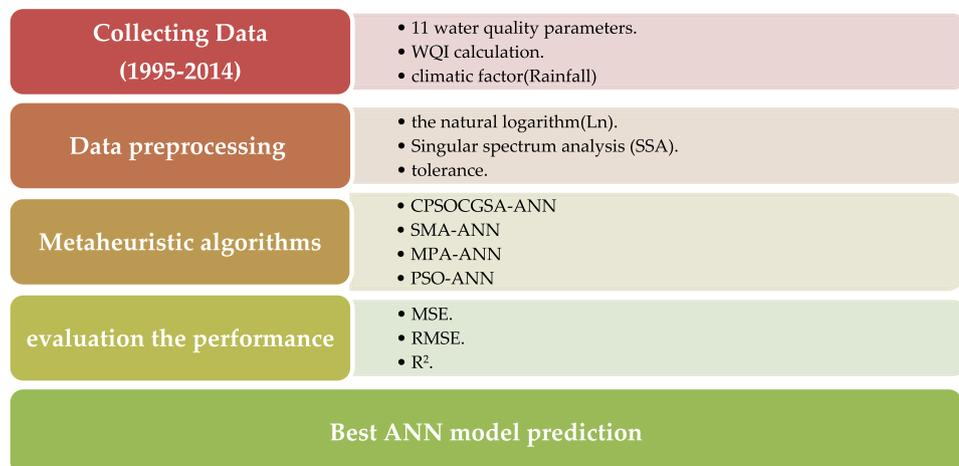 Collecting Data
(1995-2014)
• 11 water quality parameters.
• WQI calculation.
• climatic factor(Rainfall)
Data preprocessing
• the natural logarithm(Ln).
• Singular spectrum analysis (SSA).
• tolerance.
Metaheuristic algorithms
• CPSOCGSA-ANN
• SMA-ANN
• MPA-ANN
• PSO-ANN
evaluation the performance
• MSE.
• RMSE.
• R².
Best ANN model prediction